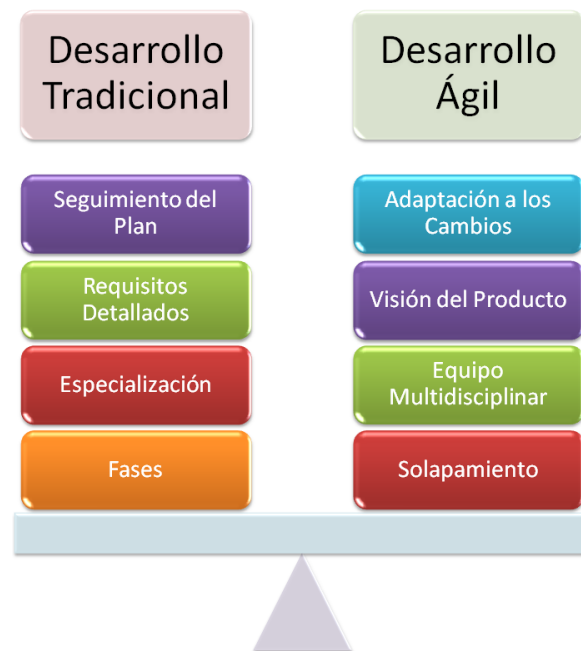 Desarrollo
Tradicional
Desarrollo
Ágil
Seguimiento del
Plan
Adaptación a los
Cambios
Requisitos
Detallados
Visión del Producto
Especialización
Equipo
Multidisciplinar
Fases
Solapamiento